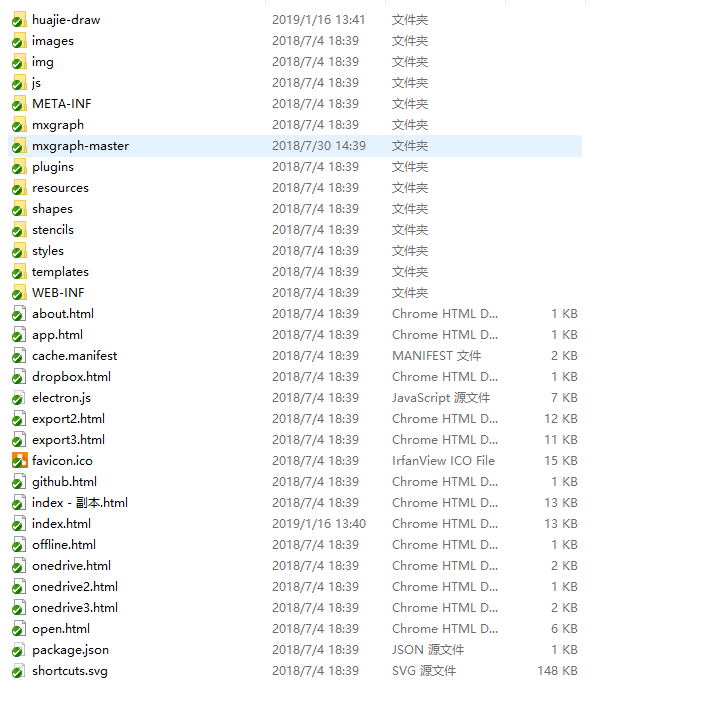 huajie-draw 2019/1/16 13:41 文件夹
images 2018/7/4 18:39 文件夹
img 2018/7/4 18:39 文件夹
js 2018/7/4 18:39 文件夹
META-INF 2018/7/4 18:39 文件夹
mxgraph 2018/7/4 18:39 文件夹
mxgraph-master 2018/7/30 14:39 文件夹
plugins 2018/7/4 18:39 文件夹
resources 2018/7/4 18:39 文件夹
shapes 2018/7/4 18:39 文件夹
stencils 2018/7/4 18:39 文件夹
styles 2018/7/4 18:39 文件夹
templates 2018/7/4 18:39 文件夹
WEB-INF 2018/7/4 18:39 文件夹
about.html 2018/7/4 18:39 Chrome HTML D... 1 KB
app.html 2018/7/4 18:39 Chrome HTML D... 1 KB
cache.manifest 2018/7/4 18:39 MANIFEST 文件 2 KB
dropbox.html 2018/7/4 18:39 Chrome HTML D... 1 KB
electron.js 2018/7/4 18:39 JavaScript 源文件 7 KB
export2.html 2018/7/4 18:39 Chrome HTML D... 12 KB
export3.html 2018/7/4 18:39 Chrome HTML D... 11 KB
favicon.ico 2018/7/4 18:39 IrfanView ICO File 15 KB
github.html 2018/7/4 18:39 Chrome HTML D... 1 KB
index - 副本.html 2018/7/4 18:39 Chrome HTML D... 13 KB
index.html 2019/1/16 13:40 Chrome HTML D... 13 KB
offline.html 2018/7/4 18:39 Chrome HTML D... 1 KB
onedrive.html 2018/7/4 18:39 Chrome HTML D... 2 KB
onedrive2.html 2018/7/4 18:39 Chrome HTML D... 1 KB
onedrive3.html 2018/7/4 18:39 Chrome HTML D... 2 KB
open.html 2018/7/4 18:39 Chrome HTML D... 6 KB
package.json 2018/7/4 18:39 JSON 源文件 1 KB
shortcuts.svg 2018/7/4 18:39 SVG 源文件 148 KB